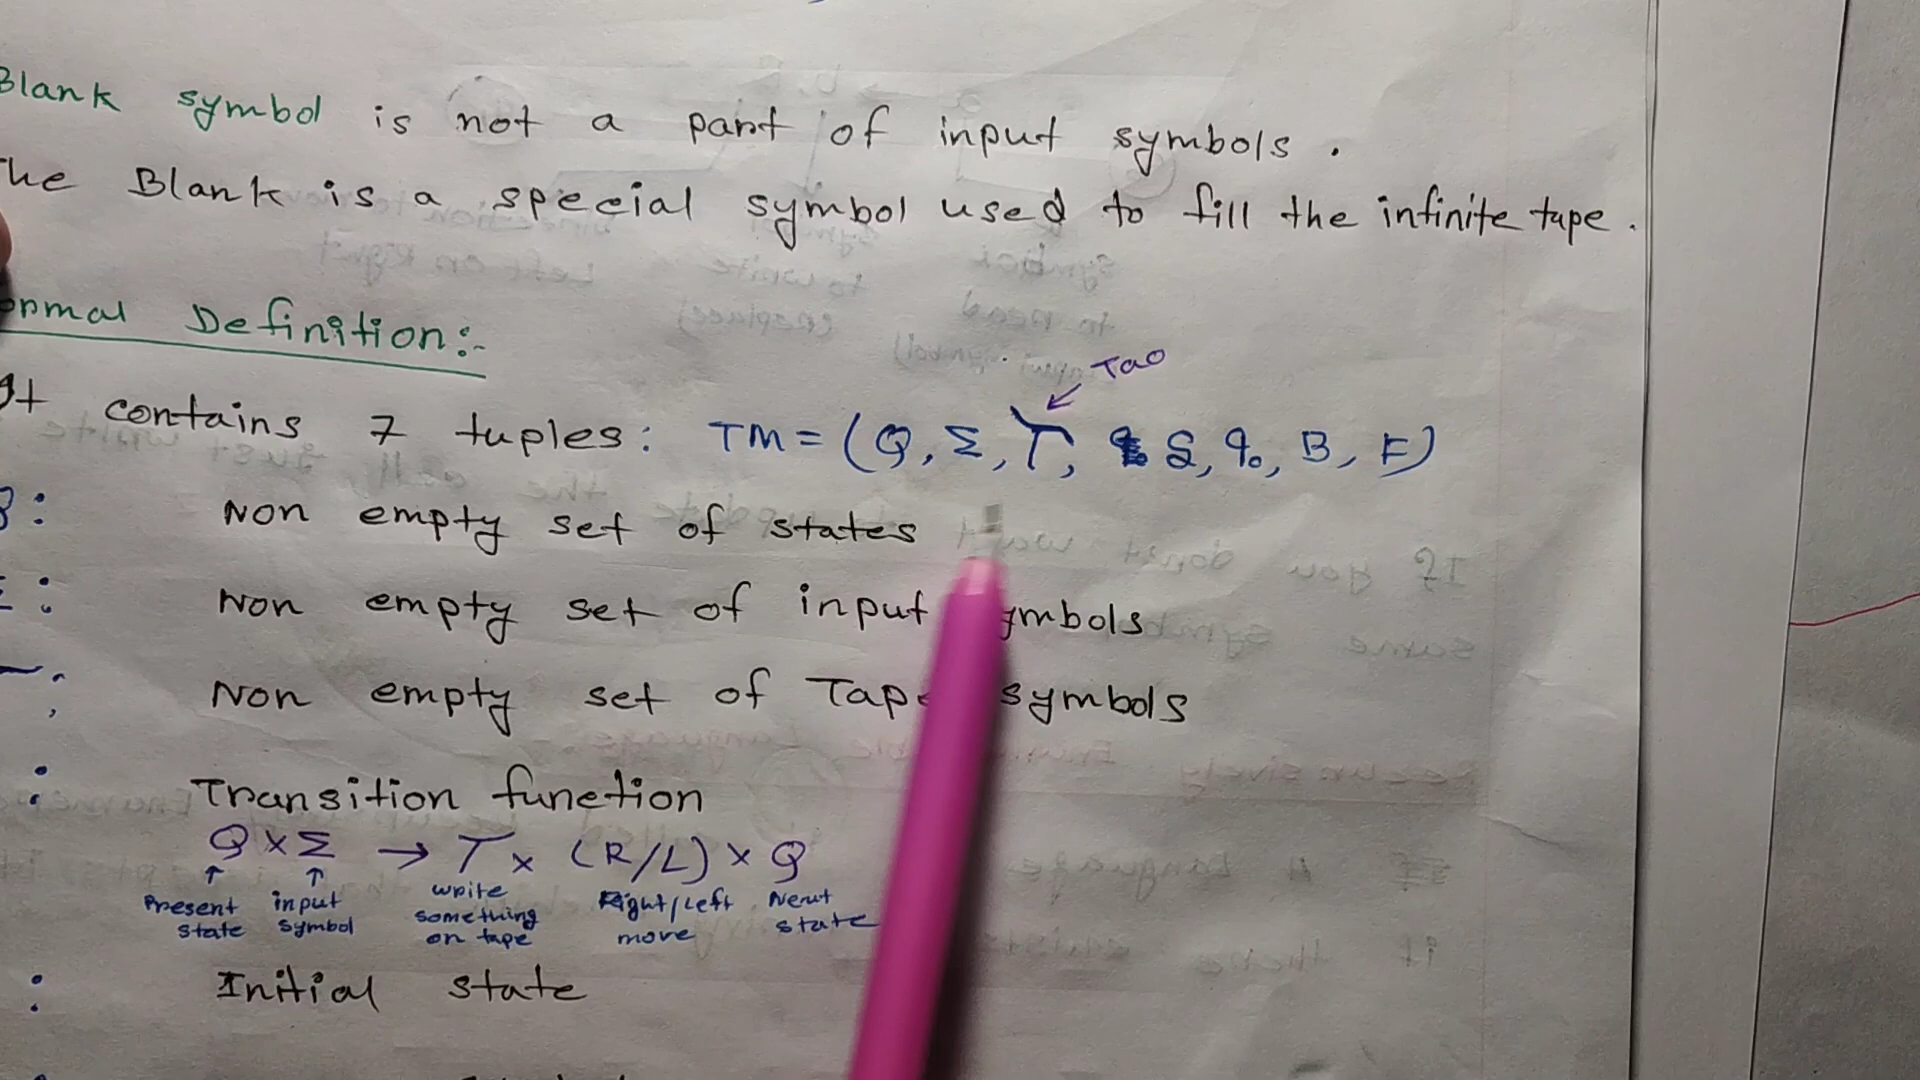 Blank symbol is not a part of input symbols.
The Blank is a special symbol used to fill the infinite tape.
ormal Definition:-
Tao
It contains 7 tuples: TM = (Q, Σ, T, δ, q₀, B, F)
Q: Non empty set of states
Σ: Non empty set of input symbols
T: Non empty set of Tape symbols
: Transition function
Q × Σ → T × (R/L) × Q
Present state
input symbol
write something on tape
Right/Left move
Next state
: Initial state